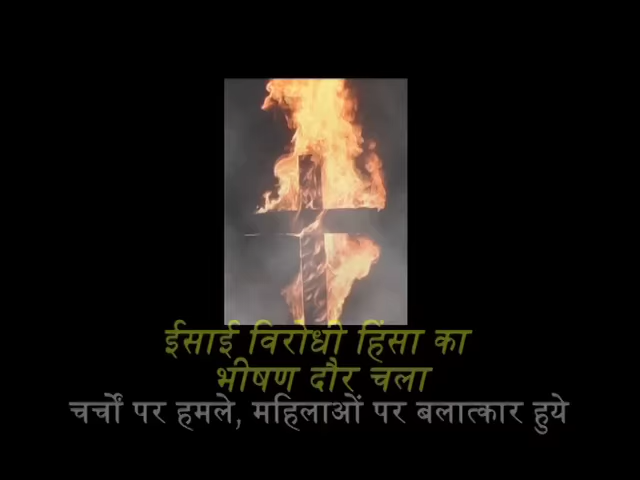 ईसाई विरोधी हिंसा का
भीषण दौर चला
चर्चों पर हमले, महिलाओं पर बलात्कार हुये